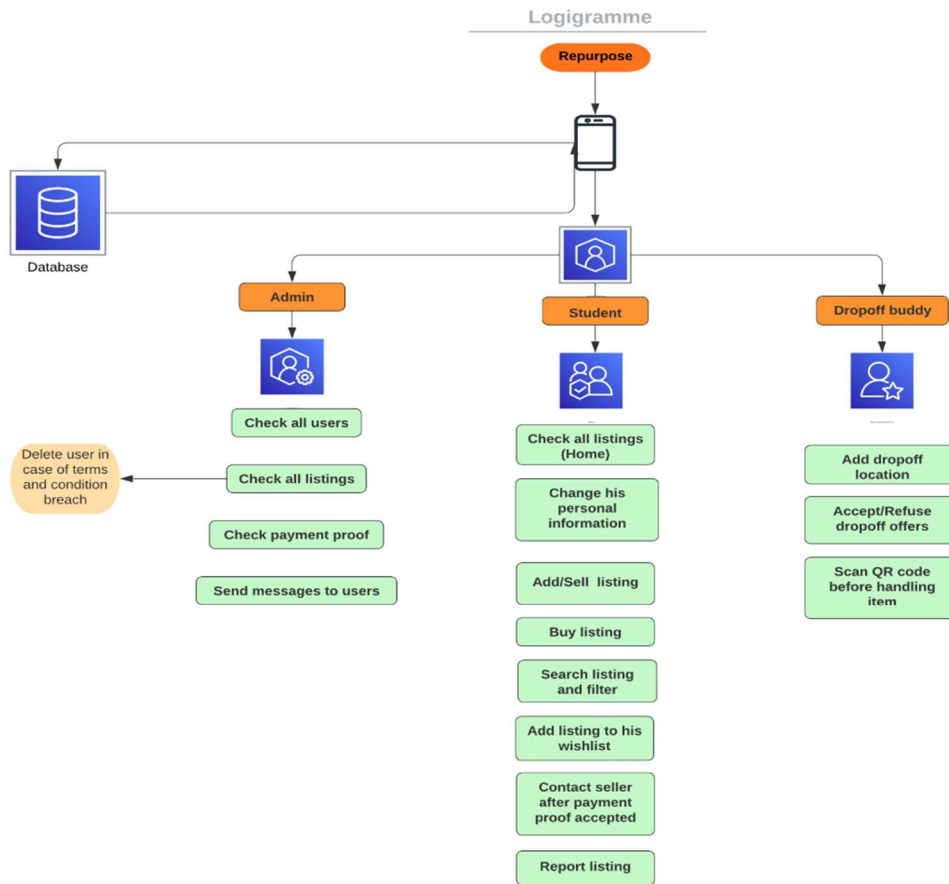 Logigramme
Repurpose
Database
Admin
Student
Dropoff buddy
Check all users
Delete user in
case of terms
and condition
breach
Check all listings
Check payment proof
Send messages to users
Check all listings
(Home)
Change his
personal
information
Add/Sell listing
Buy listing
Search listing
and filter
Add listing to his
wishlist
Contact seller
after payment
proof accepted
Report listing
Add dropoff
location
Accept/Refuse
dropoff offers
Scan QR code
before handling
item